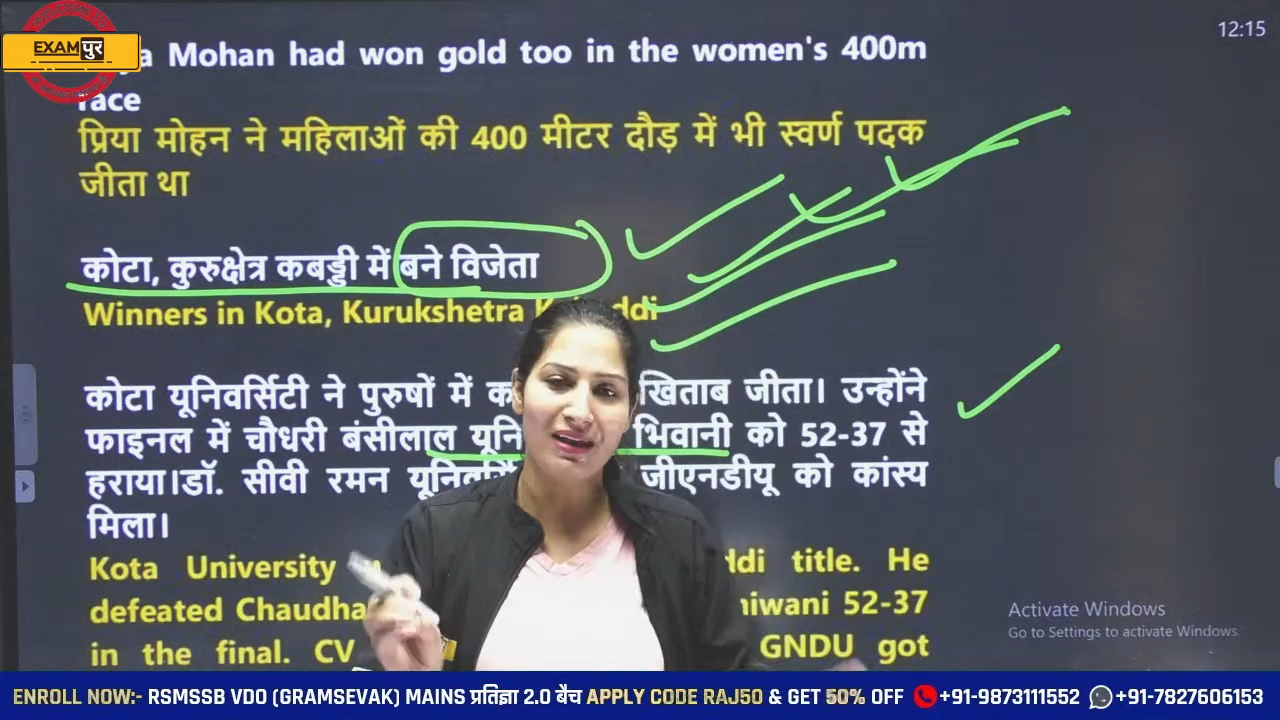 EXAMपुर
12:15
Mohan had won gold too in the women's 400m
race
प्रिया मोहन ने महिलाओं की 400 मीटर दौड़ में भी स्वर्ण पदक
जीता था
कोटा, कुरुक्षेत्र कबड्डी में बने विजेता
Winners in Kota, Kurukshetra
कोटा यूनिवर्सिटी ने पुरुषों में खिताब जीता। उन्होंने
फाइनल में चौधरी बंसीलाल भिवानी को 52-37 से
हराया।डॉ. सीवी रमन जीएनडीयू को कांस्य
मिला।
Kota University title. He
defeated 52-37
in the final. CV GNDU got
Activate Windows
Go to Settings to activate Windows.
ENROLL NOW:- RSMSSB VDO (GRAMSEVAK) MAINS प्रतिज्ञा 2.0 बैच APPLY CODE RAJ50 & GET 50% OFF +91-9873111552 +91-7827606153